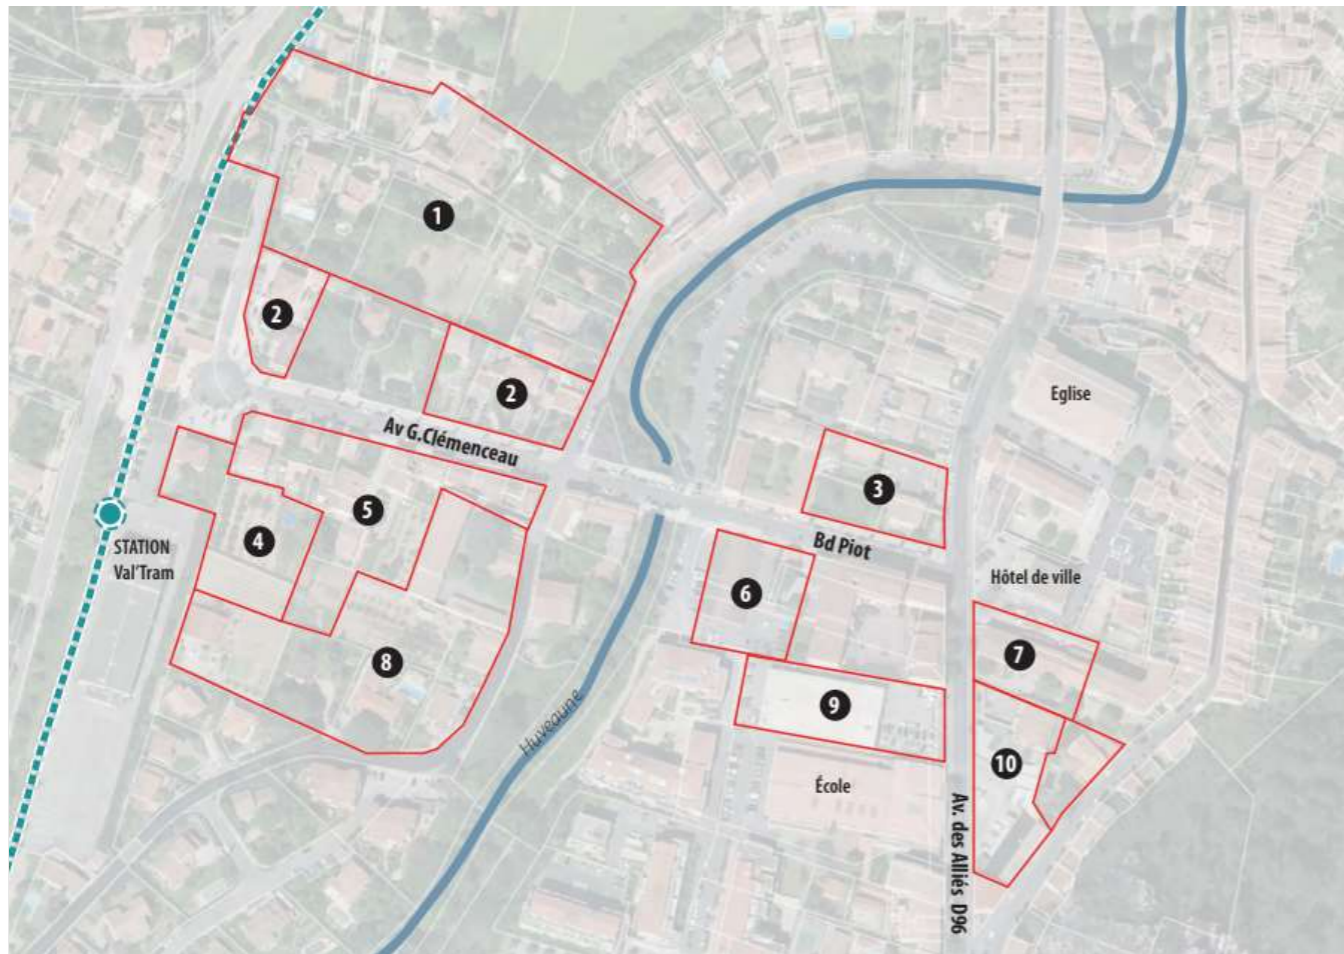 1
2
2
Av G.Clémenceau
Eglise
3
5
4
STATION
Val'Tram
Bd Piot
Hôtel de ville
6
7
8
9
Huveaune
10
École
Av. des Alliés D96